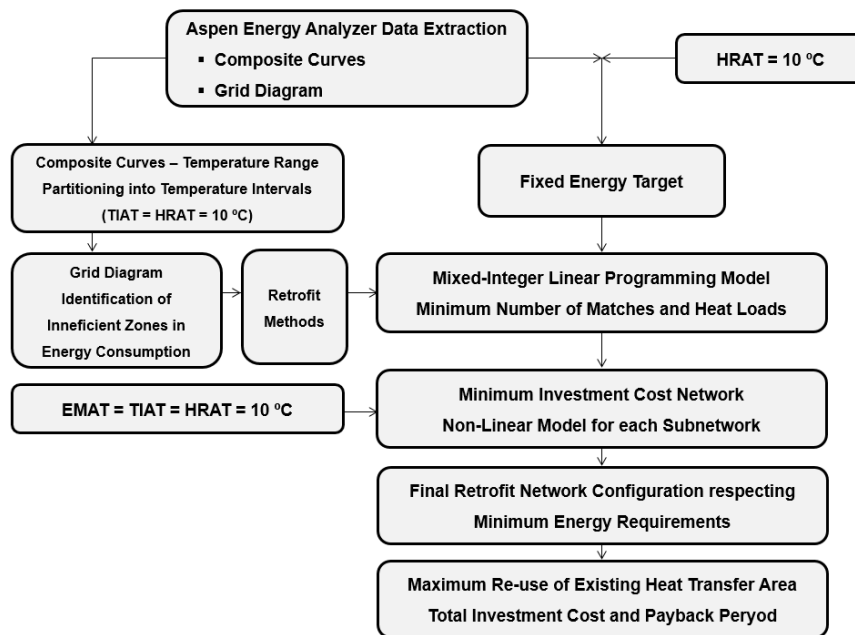 Aspen Energy Analyzer Data Extraction
▪ Composite Curves
▪ Grid Diagram
HRAT = 10 ºC
Composite Curves – Temperature Range
Partitioning into Temperature Intervals
(TIAT = HRAT = 10 ºC)
Fixed Energy Target
Grid Diagram
Identification of
Inneficient Zones in
Energy Consumption
Retrofit
Methods
Mixed-Integer Linear Programming Model
Minimum Number of Matches and Heat Loads
EMAT = TIAT = HRAT = 10 ºC
Minimum Investment Cost Network
Non-Linear Model for each Subnetwork
Final Retrofit Network Configuration respecting
Minimum Energy Requirements
Maximum Re-use of Existing Heat Transfer Area
Total Investment Cost and Payback Peryod